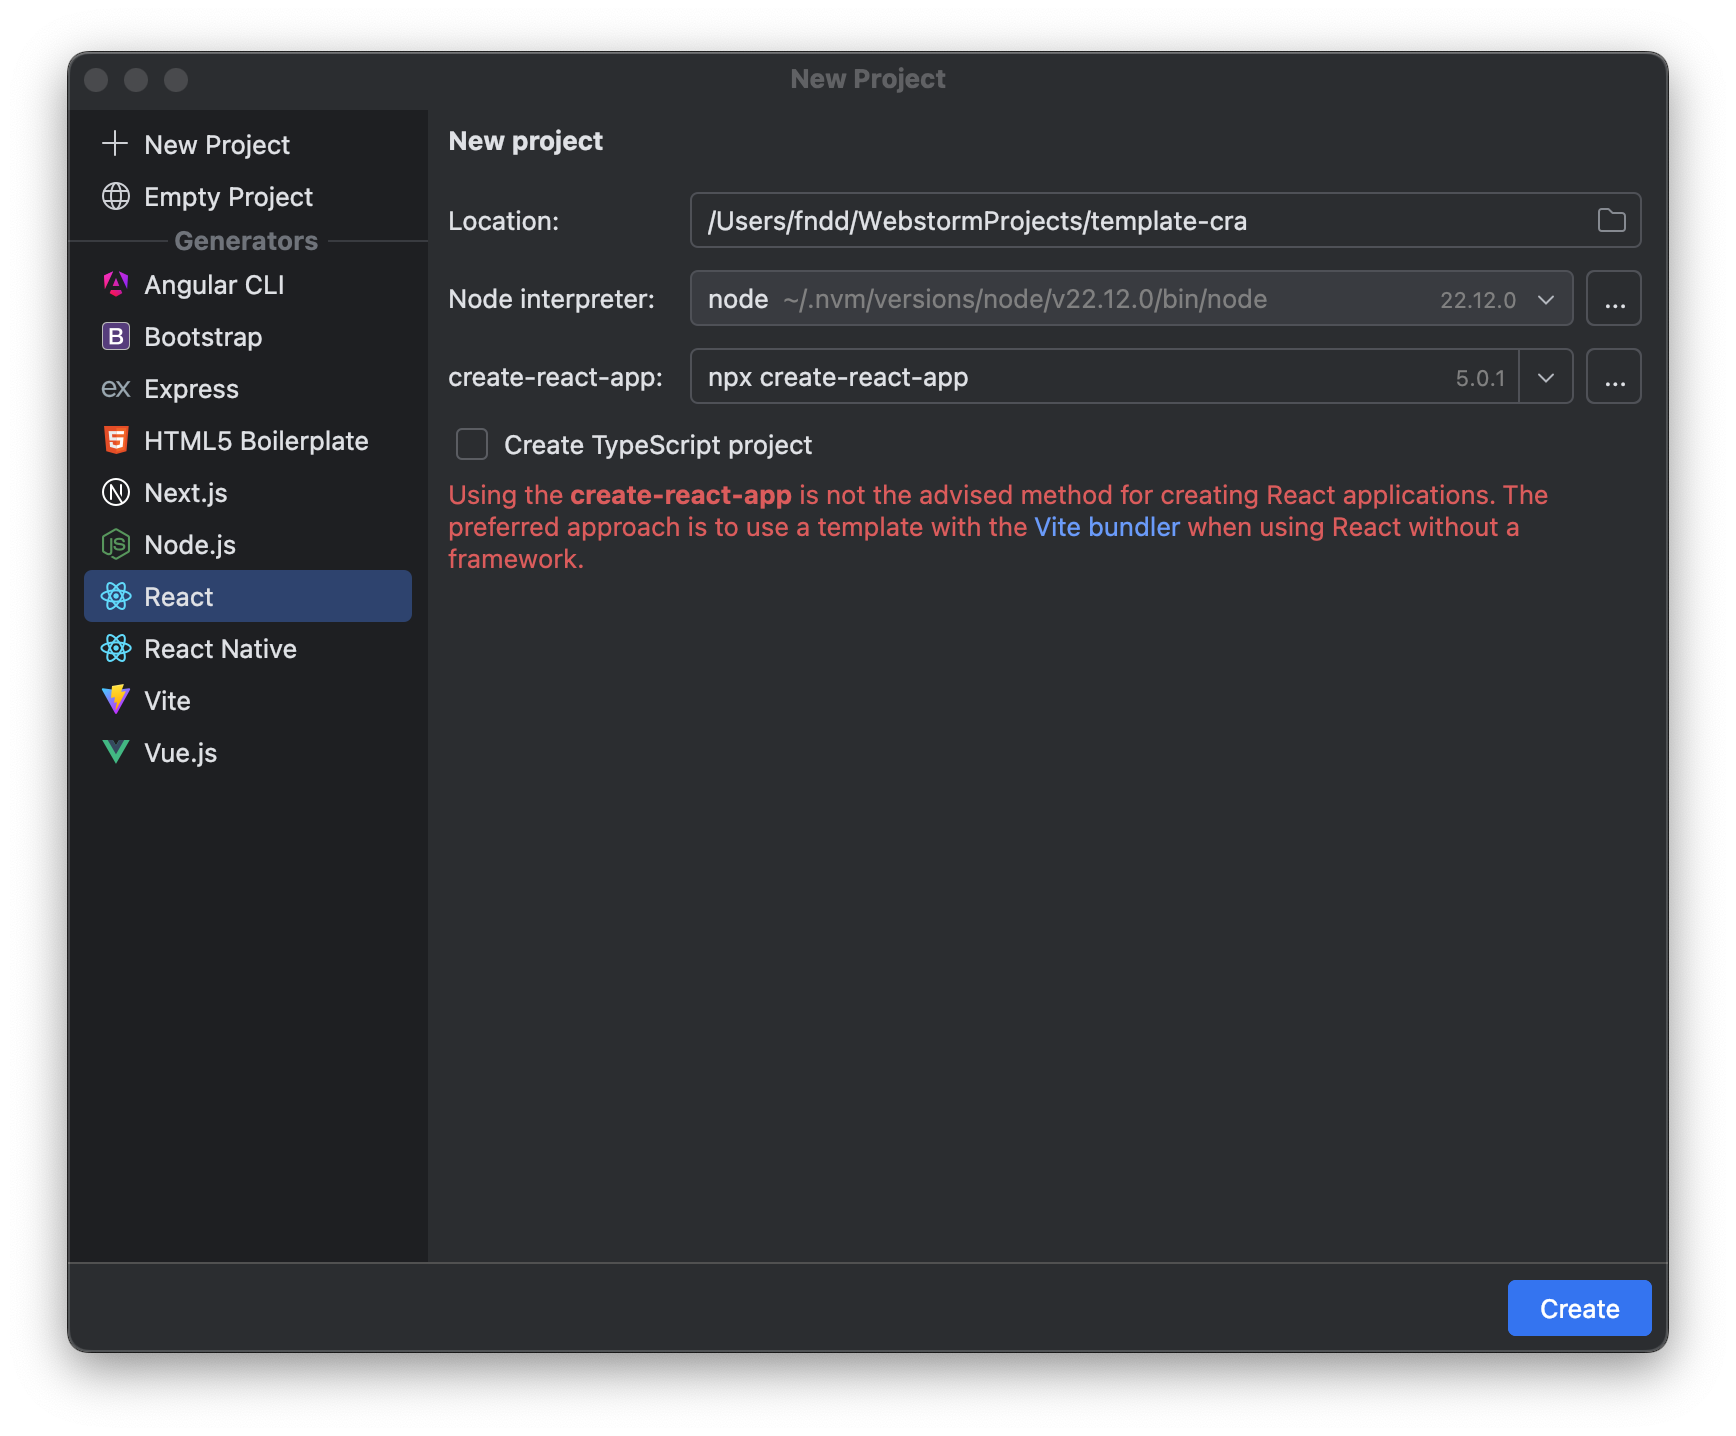 New Project
New Project
Empty Project
Generators
Angular CLI
B Bootstrap
ex Express
5 HTML5 Boilerplate
N Next.js
JS Node.js
React
React Native
Vite
Vue.js
New project
Location: /Users/fndd/WebstormProjects/template-cra
Node interpreter: node ~/.nvm/versions/node/v22.12.0/bin/node 22.12.0 ...
create-react-app: npx create-react-app 5.0.1 ...
Create TypeScript project
Using the create-react-app is not the advised method for creating React applications. The
preferred approach is to use a template with the Vite bundler when using React without a
framework.
Create